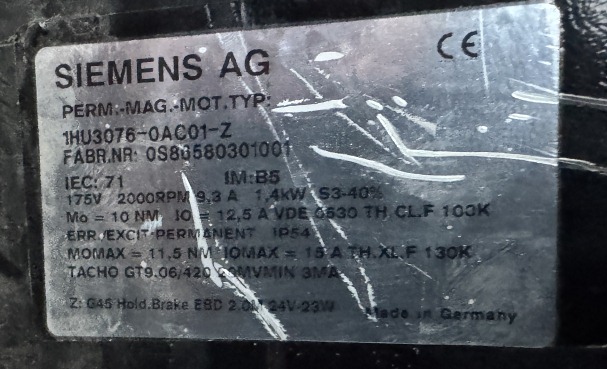 CE
SIEMENS AG
PERM.-MAG.-MOT.TYP:
1HU3076-0AC01-Z
FABR.NR: 0S86580301001
IEC: 71 IM:B5
175V 2000RPM 9,3 A 1,4kW S3-40%
Mo = 10 NM IO = 12,5 A VDE 0530 TH.CL.F 100K
ERR./EXCIT-PERMANENT IP54
MOMAX = 11,5 NM IOMAX = 15 A TH.XL.F 130K
TACHO GT9.06/420 MVMIN 3MA
Z: G45 Hold.Brake EBD 24V-23W
Made in Germany